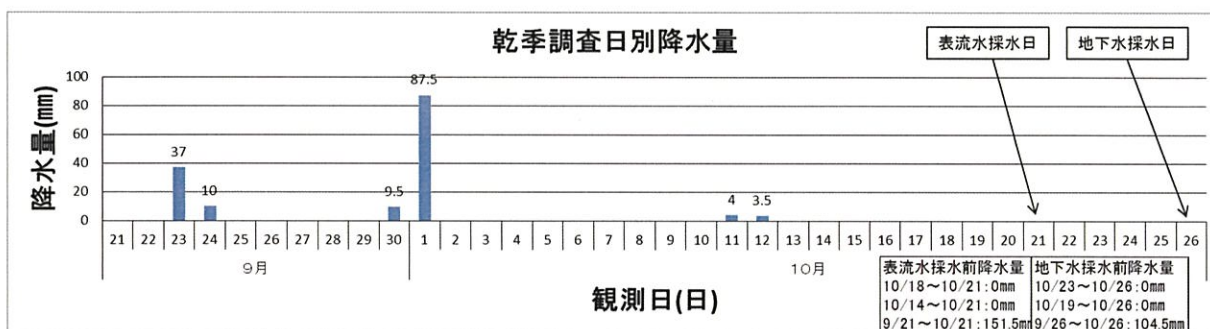 乾季調査日別降水量
表流水採水日
地下水採水日
降水量(mm)
100
80
60
40
20
0
37
10
9.5
87.5
4
3.5
21 22 23 24 25 26 27 28 29 30 1 2 3 4 5 6 7 8 9 10 11 12 13 14 15 16 17 18 19 20 21 22 23 24 25 26
9月
10月
観測日(日)
表流水採水前降水量
10/18～10/21:0mm
10/14～10/21:0mm
9/21～10/21:151.5mm
地下水採水前降水量
10/23～10/26:0mm
10/19～10/26:0mm
9/26～10/26:104.5mm